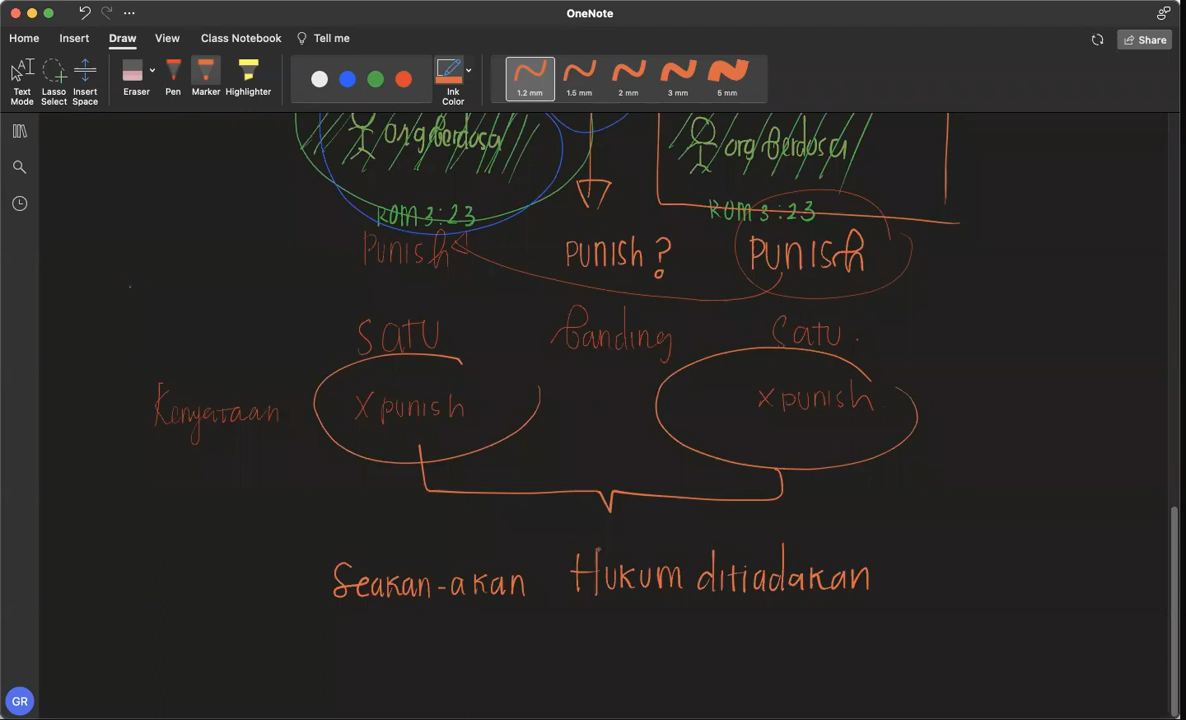 OneNote
Home Insert Draw View Class Notebook Tell me
Share
Text Mode
Lasso Select
Insert Space
Eraser
Pen
Marker
Highlighter
Ink Color
1.2 mm
1.5 mm
2 mm
3 mm
5 mm
org Berdosa
org Berdosa
ROM 3:23
ROM 3:23
Punish
PUNISH?
PUNISH
SATU
Banding
Satu.
Kenyataan
X punish
X punish
Seakan-akan Hukum ditiadakan
GR